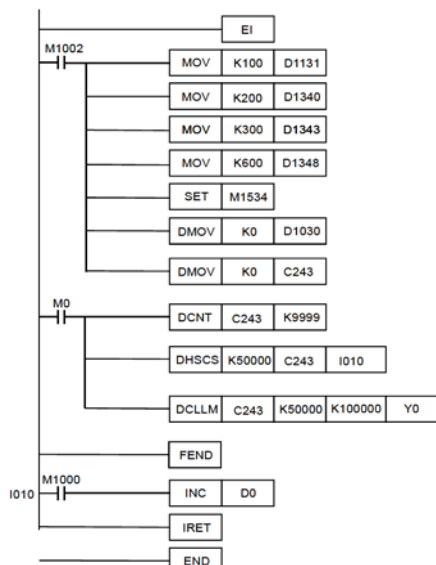 EI
M1002
MOV K100 D1131
MOV K200 D1340
MOV K300 D1343
MOV K600 D1348
SET M1534
DMOV K0 D1030
DMOV K0 C243
M0
DCNT C243 K9999
DHSCS K50000 C243 I010
DCLLM C243 K50000 K100000 Y0
FEND
M1000
I010 INC D0
IRET
END